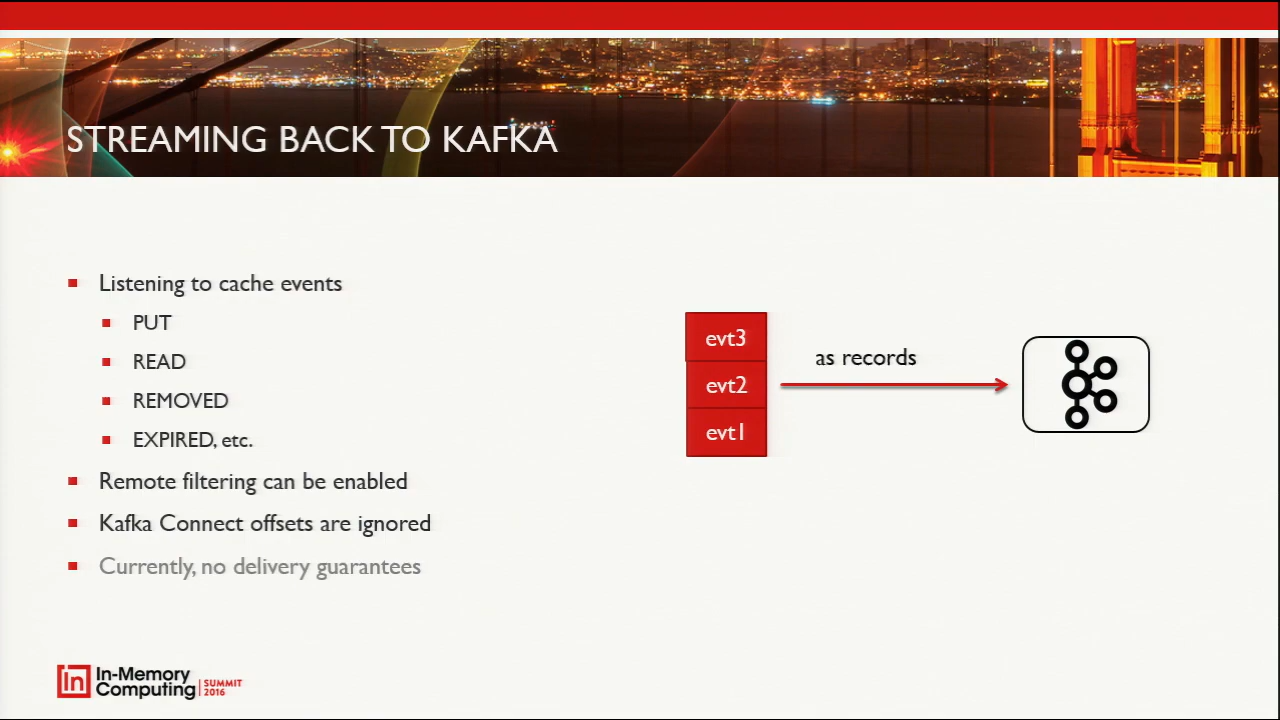 STREAMING BACK TO KAFKA
Listening to cache events
PUT
READ
REMOVED
EXPIRED, etc.
Remote filtering can be enabled
Kafka Connect offsets are ignored
Currently, no delivery guarantees
evt3
evt2
evt1
as records
in
In-Memory
Computing
SUMMIT
2016